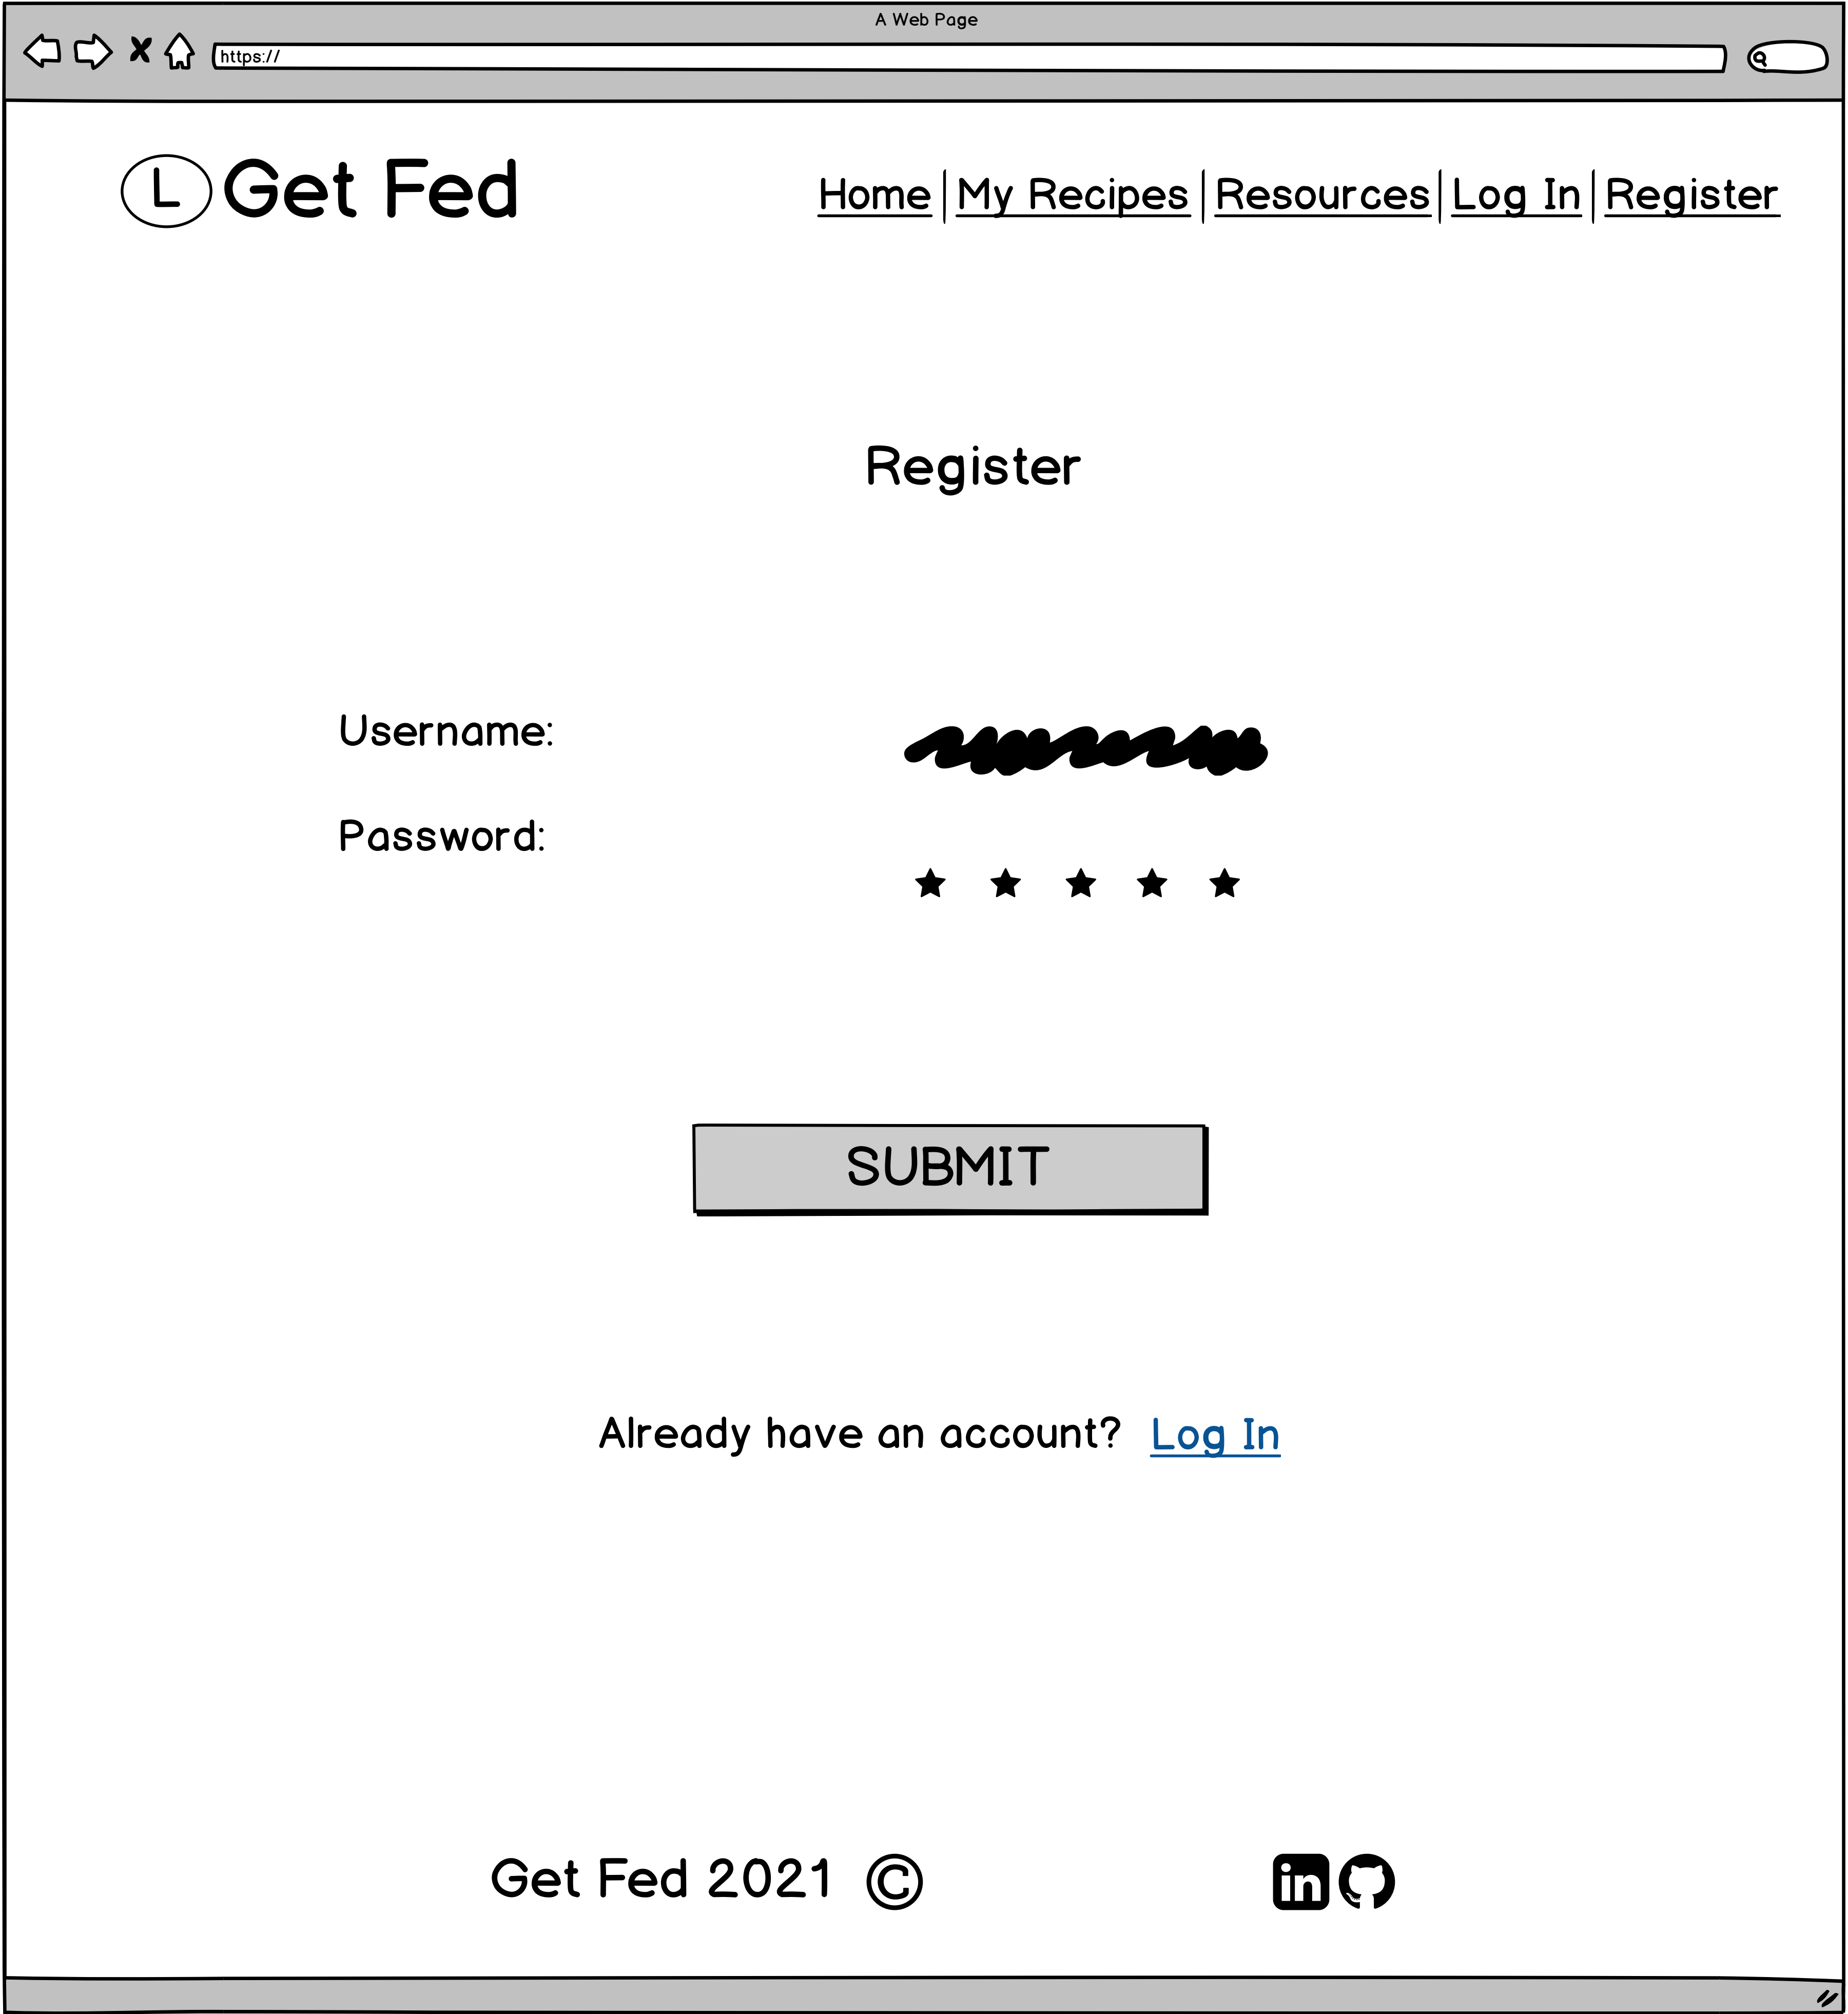 A Web Page
https://
L Get Fed
Home | My Recipes | Resources | Log In | Register
Register
Username:
Password:
SUBMIT
Already have an account? Log In
Get Fed 2021 ©
in